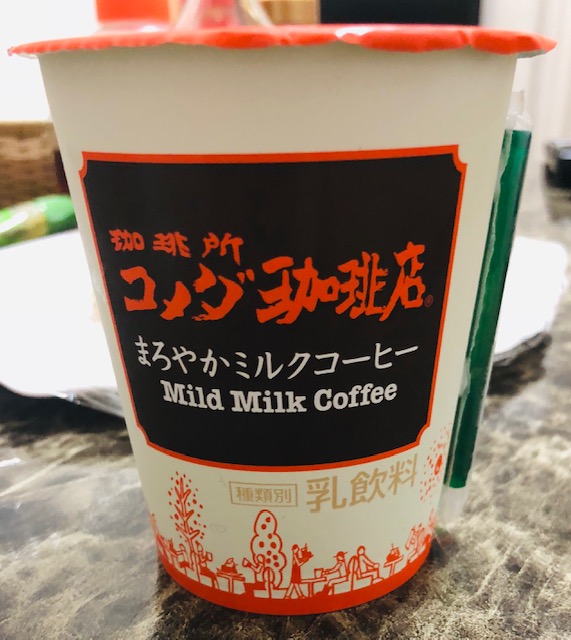 珈琲所
コメダ珈琲店®
まろやかミルクコーヒー
Mild Milk Coffee
種類別 乳飲料